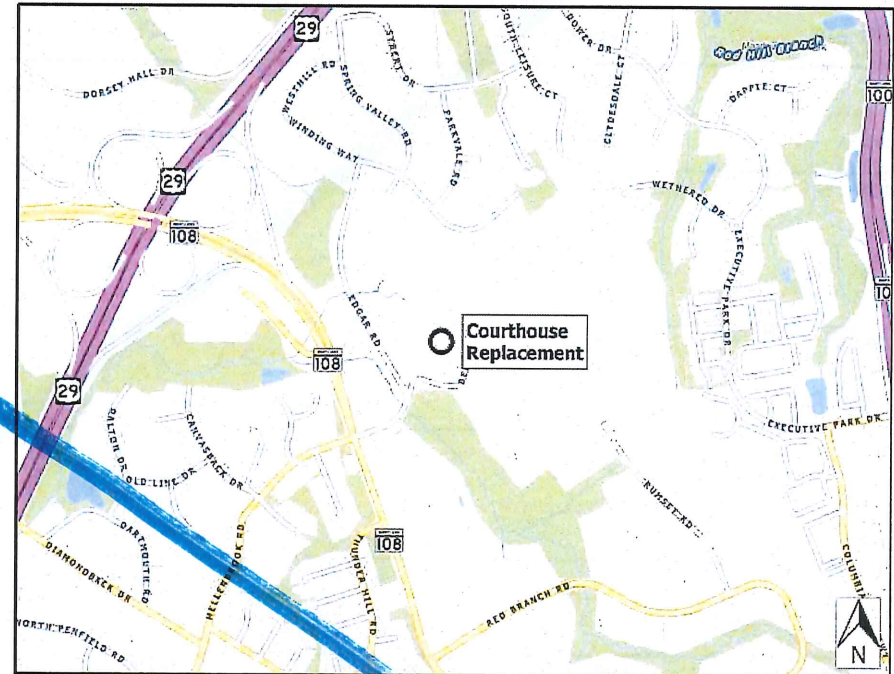 29
DORSEY HALL DR
WESTHILL RD
SPRING VALLEY RD
SYBERT DR
WINDING WAY
PARKVALE RD
SOUTH LEISURE CT
DOWER DR
CLYDESDALE CT
Red Hill Branch
DAPPLE CT
100
29
108
WETHERED DR
EXECUTIVE PARK DR
10
EDGAR RD
Courthouse
Replacement
108
DE
29
DALTON DR
CANVASBACK DR
OLD LINE DR
EXECUTIVE PARK DR
RUMSEY RD
DARTMOUTH RD
HELLENBROOK RD
108
THUNDER HILL RD
DIAMONDBACK DR
RED BRANCH RD
COLUMBIA
NORTH PENFIELD RD
N